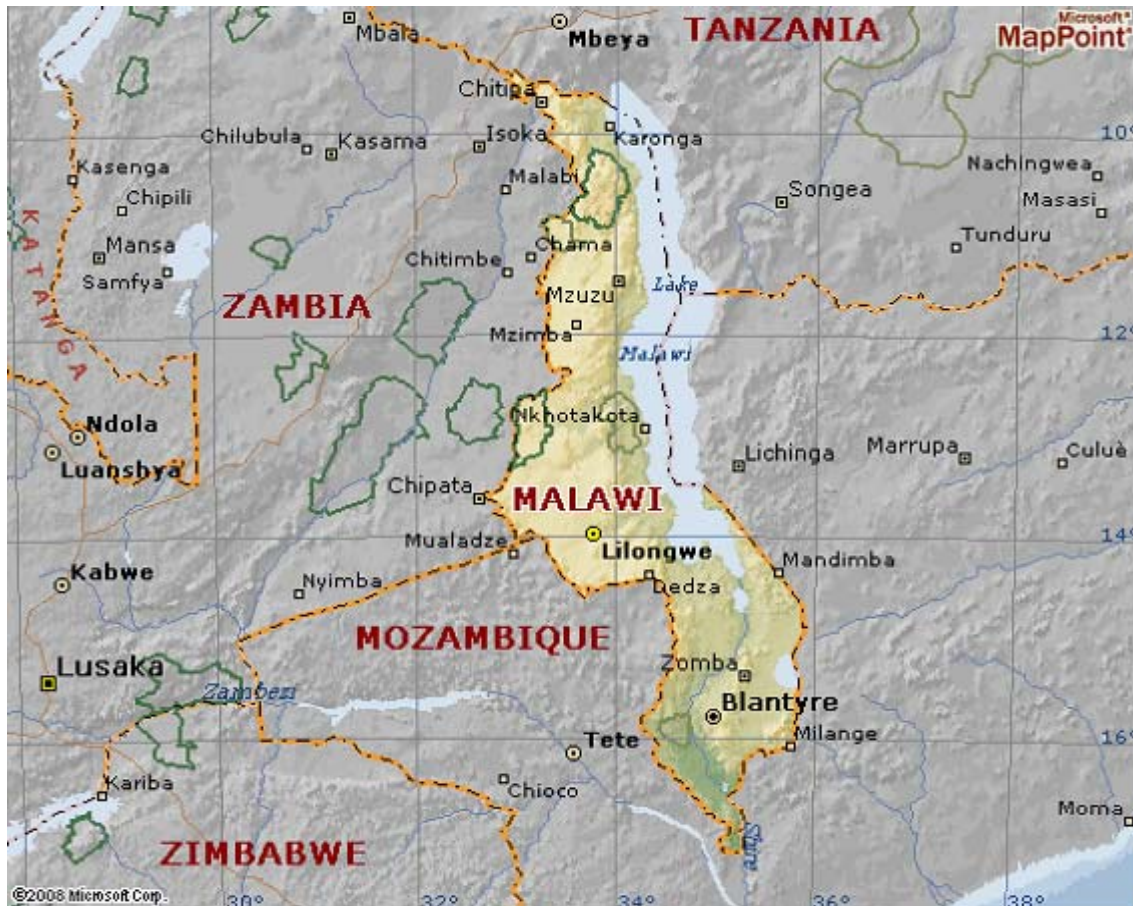 Microsoft®
MapPoint®
TANZANIA
Mbala
Mbeya
Chitipa
Karonga
10°
Chilubula
Kasama
Isoka
Kasenga
Malabi
Nachingwea
Chipili
Songea
Masasi
KATANGA
Mansa
Chama
Tunduru
Samfya
Chitimbe
ZAMBIA
Mzuzu
Lake
Mzimba
12°
Malawi
Ndola
Nkhotakota
Luanshya
Lichinga
Marrupa
Culuè
Chipata
MALAWI
Mualadze
Lilongwe
14°
Kabwe
Nyimba
Dedza
Mandimba
MOZAMBIQUE
Lusaka
Zomba
Zambezi
Blantyre
Tete
Milange
16°
Kariba
Chioco
Moma
ZIMBABWE
Shire
©2008 Microsoft Corp.
30°
32°
34°
36°
38°